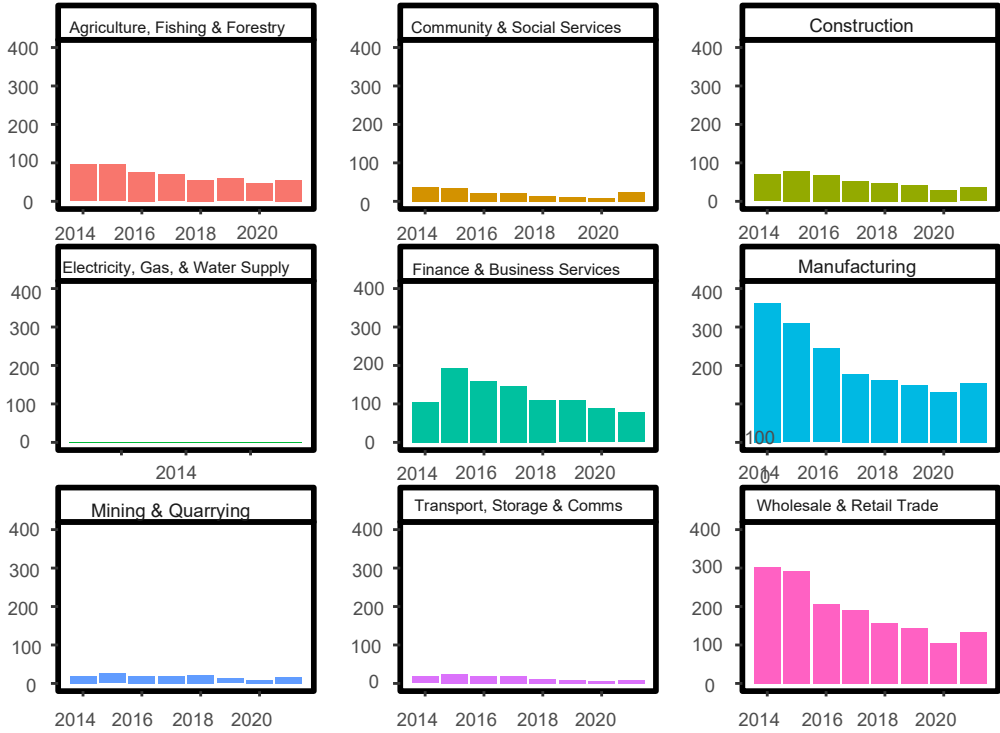 Agriculture, Fishing & Forestry
400
300
200
100
0
2014 2016 2018 2020
Community & Social Services
400
300
200
100
0
2014 2016 2018 2020
Construction
400
300
200
100
0
2014 2016 2018 2020
Electricity, Gas, & Water Supply
400
300
200
100
0
2014
Finance & Business Services
400
300
200
100
0
2014 2016 2018 2020
Manufacturing
400
300
200
100
0
2014 2016 2018 2020
Mining & Quarrying
400
300
200
100
0
2014 2016 2018 2020
Transport, Storage & Comms
400
300
200
100
0
2014 2016 2018 2020
Wholesale & Retail Trade
400
300
200
100
0
2014 2016 2018 2020